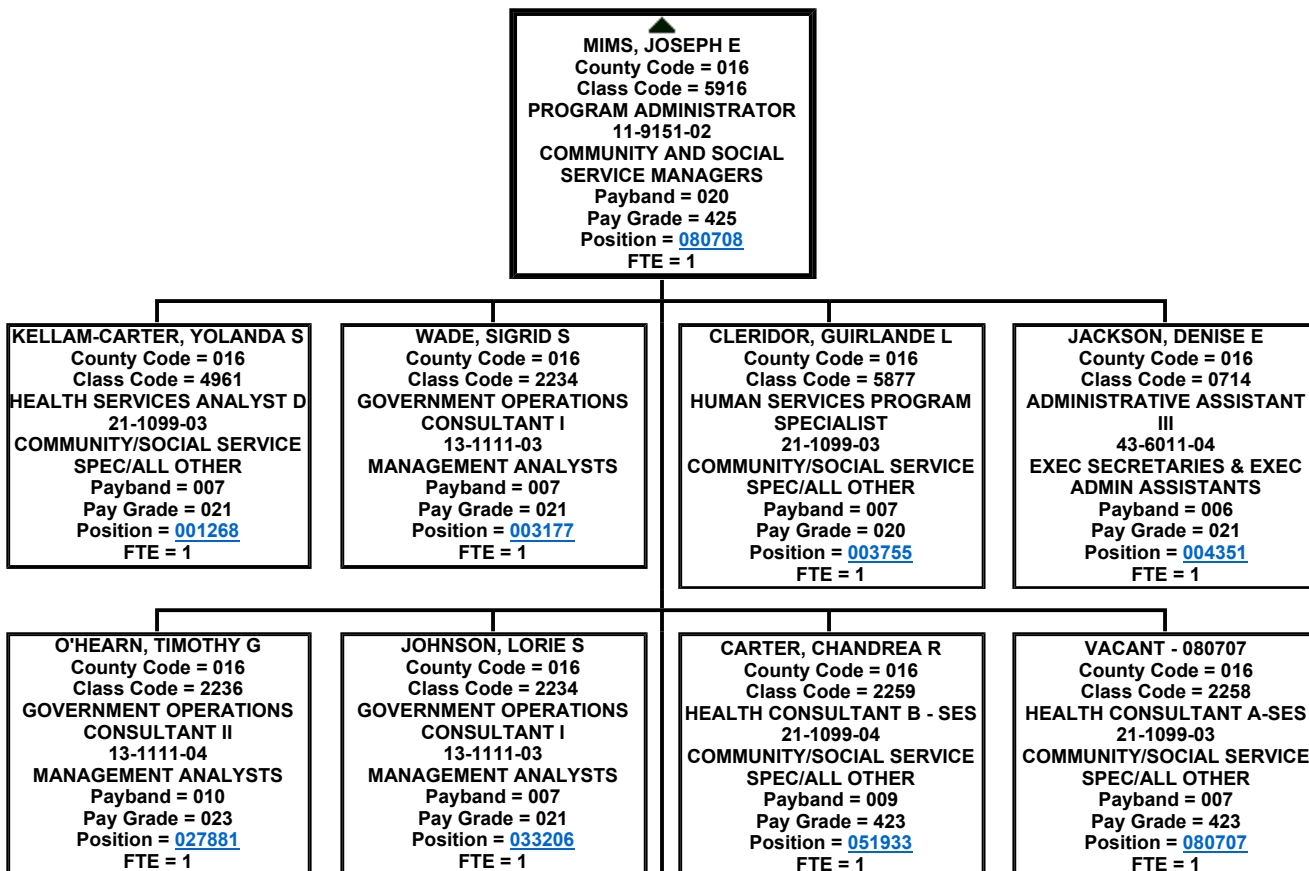 MIMS, JOSEPH E
County Code = 016
Class Code = 5916
PROGRAM ADMINISTRATOR
11-9151-02
COMMUNITY AND SOCIAL
SERVICE MANAGERS
Payband = 020
Pay Grade = 425
Position = 080708
FTE = 1
KELLAM-CARTER, YOLANDA S
County Code = 016
Class Code = 4961
HEALTH SERVICES ANALYST D
21-1099-03
COMMUNITY/SOCIAL SERVICE
SPEC/ALL OTHER
Payband = 007
Pay Grade = 021
Position = 001268
FTE = 1
WADE, SIGRID S
County Code = 016
Class Code = 2234
GOVERNMENT OPERATIONS
CONSULTANT I
13-1111-03
MANAGEMENT ANALYSTS
Payband = 007
Pay Grade = 021
Position = 003177
FTE = 1
CLERIDOR, GUIRLANDE L
County Code = 016
Class Code = 5877
HUMAN SERVICES PROGRAM
SPECIALIST
21-1099-03
COMMUNITY/SOCIAL SERVICE
SPEC/ALL OTHER
Payband = 007
Pay Grade = 020
Position = 003755
FTE = 1
JACKSON, DENISE E
County Code = 016
Class Code = 0714
ADMINISTRATIVE ASSISTANT
III
43-6011-04
EXEC SECRETARIES & EXEC
ADMIN ASSISTANTS
Payband = 006
Pay Grade = 021
Position = 004351
FTE = 1
O'HEARN, TIMOTHY G
County Code = 016
Class Code = 2236
GOVERNMENT OPERATIONS
CONSULTANT II
13-1111-04
MANAGEMENT ANALYSTS
Payband = 010
Pay Grade = 023
Position = 027881
FTE = 1
JOHNSON, LORIE S
County Code = 016
Class Code = 2234
GOVERNMENT OPERATIONS
CONSULTANT I
13-1111-03
MANAGEMENT ANALYSTS
Payband = 007
Pay Grade = 021
Position = 033206
FTE = 1
CARTER, CHANDREA R
County Code = 016
Class Code = 2259
HEALTH CONSULTANT B - SES
21-1099-04
COMMUNITY/SOCIAL SERVICE
SPEC/ALL OTHER
Payband = 009
Pay Grade = 423
Position = 051933
FTE = 1
VACANT - 080707
County Code = 016
Class Code = 2258
HEALTH CONSULTANT A-SES
21-1099-03
COMMUNITY/SOCIAL SERVICE
SPEC/ALL OTHER
Payband = 007
Pay Grade = 423
Position = 080707
FTE = 1